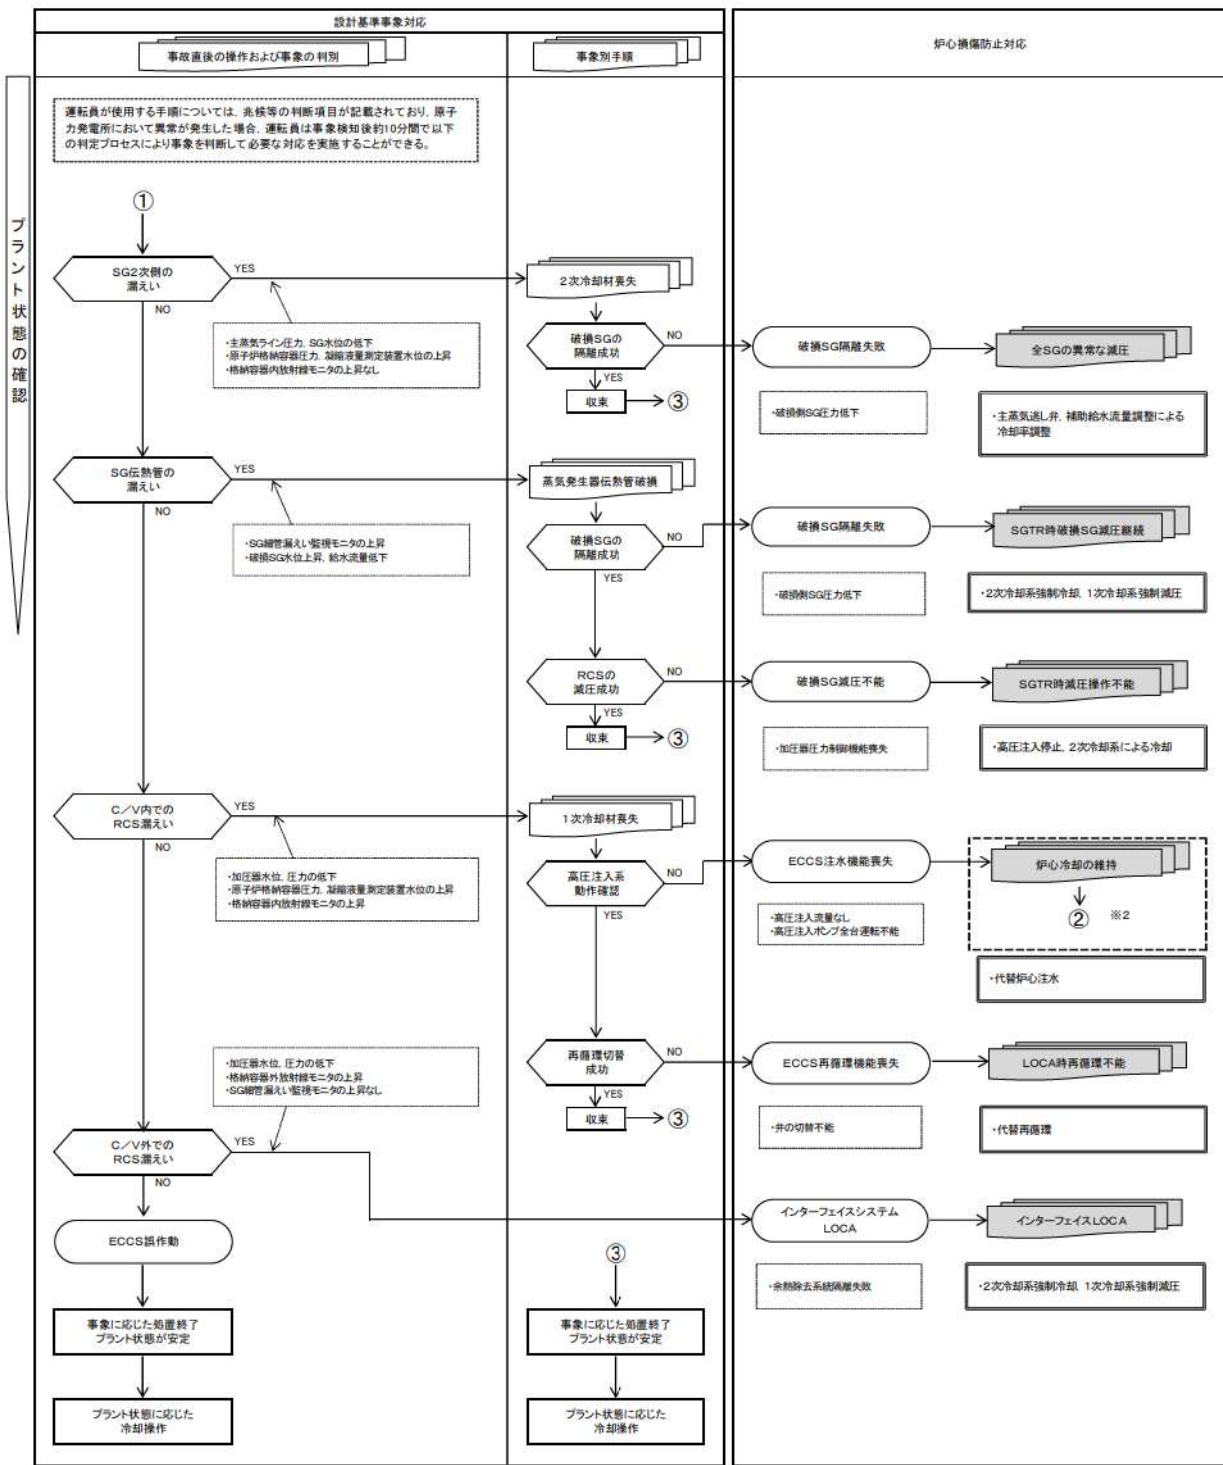 設計基準事象対応
事故直後の操作および事象の判別
事象別手順
炉心損傷防止対応
プラント状態の確認
運転員が使用する手順については、兆候等の判断項目が記載されており、原子
力発電所において異常が発生した場合、運転員は事象検知後約10分間で以下
の判定プロセスにより事象を判断して必要な対応を実施することができる。
①
SG2次側の
漏えい
YES
NO
・主蒸気ライン圧力、SG水位の低下
・原子炉格納容器圧力、凝縮液量測定装置水位の上昇
・格納容器内放射線モニタの上昇なし
2次冷却材喪失
破損SGの
隔離成功
NO
YES
収束
③
破損SG隔離失敗
全SGの異常な減圧
・破損側SG圧力低下
・主蒸気逃し弁、補助給水流量調整による
冷却率調整
SG伝熱管の
漏えい
YES
NO
・SG細管漏えい監視モニタの上昇
・破損SG水位上昇、給水流量低下
蒸気発生器伝熱管破損
破損SGの
隔離成功
NO
YES
破損SG隔離失敗
SGTR時破損SG減圧継続
・破損側SG圧力低下
・2次冷却系強制冷却、1次冷却系強制減圧
RCSの
減圧成功
NO
YES
収束
③
破損SG減圧不能
SGTR時減圧操作不能
・加圧器圧力制御機能喪失
・高圧注入停止、2次冷却系による冷却
C/V内での
RCS漏えい
YES
NO
・加圧器水位、圧力の低下
・原子炉格納容器圧力、凝縮液量測定装置水位の上昇
・格納容器内放射線モニタの上昇
1次冷却材喪失
高圧注入系
動作確認
NO
YES
ECCS注水機能喪失
炉心冷却の維持
② ※2
・高圧注入流量なし
・高圧注入ポンプ全台運転不能
・代替炉心注水
再循環切替
成功
NO
YES
収束
③
ECCS再循環機能喪失
LOCA時再循環不能
・弁の切替不能
・代替再循環
・加圧器水位、圧力の低下
・格納容器外放射線モニタの上昇
・SG細管漏えい監視モニタの上昇なし
C/V外での
RCS漏えい
YES
NO
インターフェイスシステム
LOCA
インターフェイスLOCA
・余熱除去系統隔離失敗
・2次冷却系強制冷却、1次冷却系強制減圧
ECCS誤作動
事象に応じた処置終了
プラント状態が安定
プラント状態に応じた
冷却操作
③
事象に応じた処置終了
プラント状態が安定
プラント状態に応じた
冷却操作